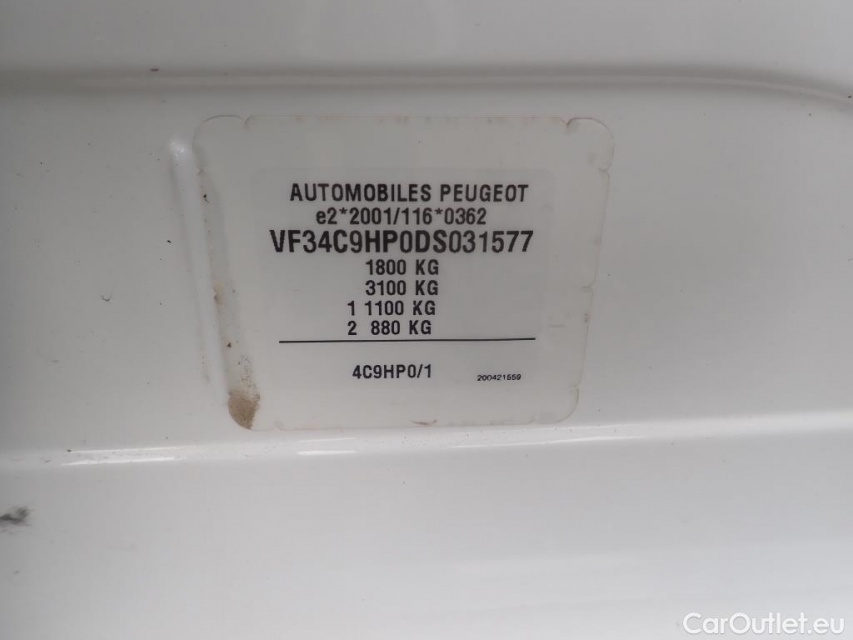 AUTOMOBILES PEUGEOT
e2*2001/116*0362
VF34C9HP0DS031577
1800 KG
3100 KG
1 1100 KG
2 880 KG
4C9HP0/1
200421559
CarOutlet.eu